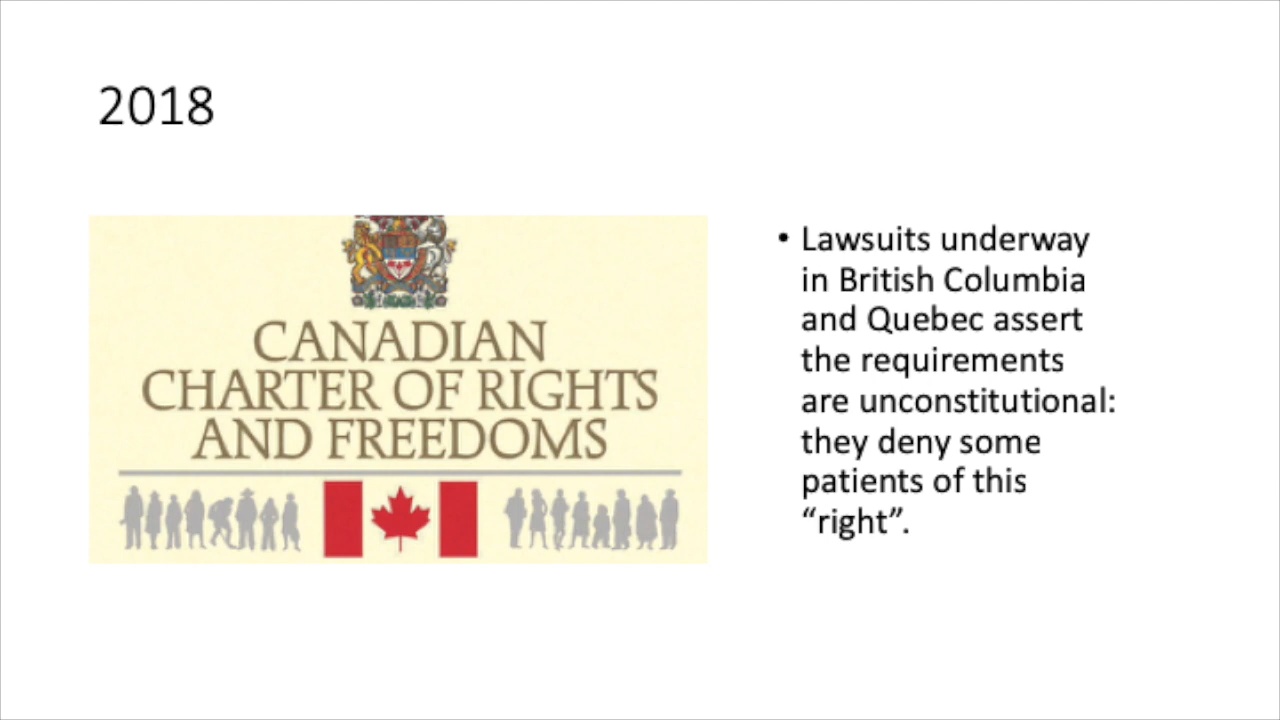 2018
CANADIAN
CHARTER OF RIGHTS
AND FREEDOMS
• Lawsuits underway
in British Columbia
and Quebec assert
the requirements
are unconstitutional:
they deny some
patients of this
“right”.